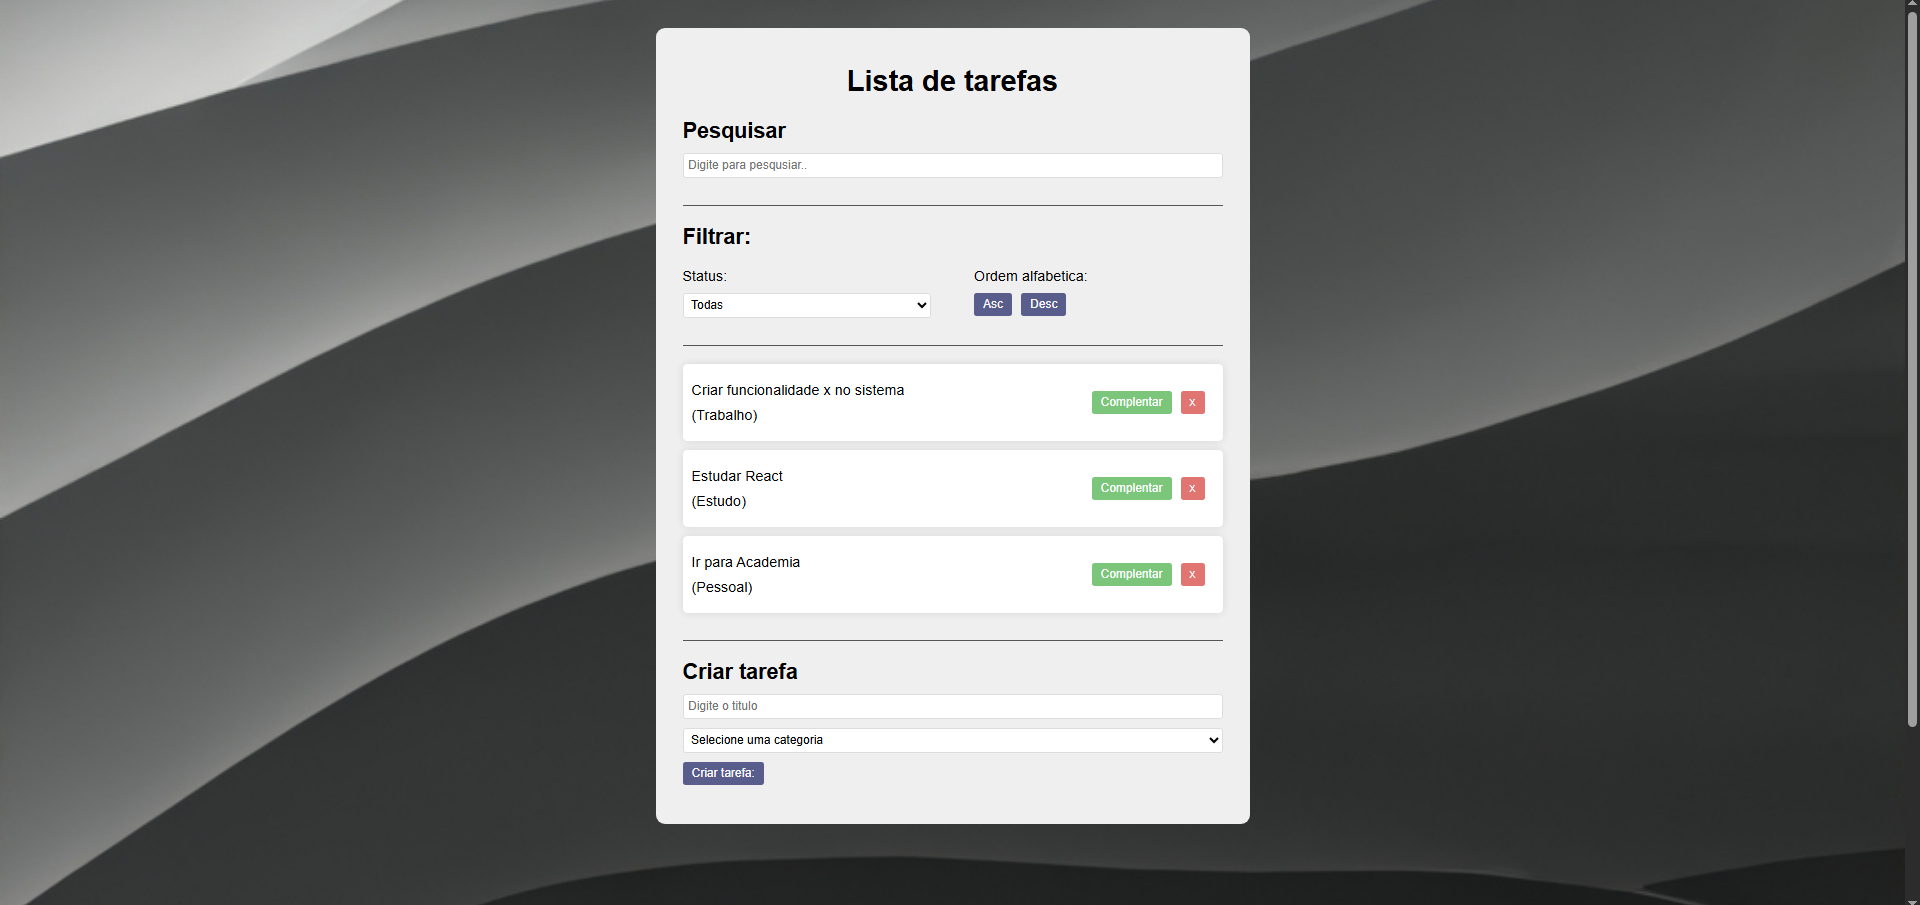 Lista de tarefas
Pesquisar
Digite para pesqusiar..
Filtrar:
Status:
Ordem alfabetica:
Todas
Asc
Desc
Criar funcionalidade x no sistema
(Trabalho)
Complentar
x
Estudar React
(Estudo)
Complentar
x
Ir para Academia
(Pessoal)
Complentar
x
Criar tarefa
Digite o titulo
Selecione uma categoria
Criar tarefa: